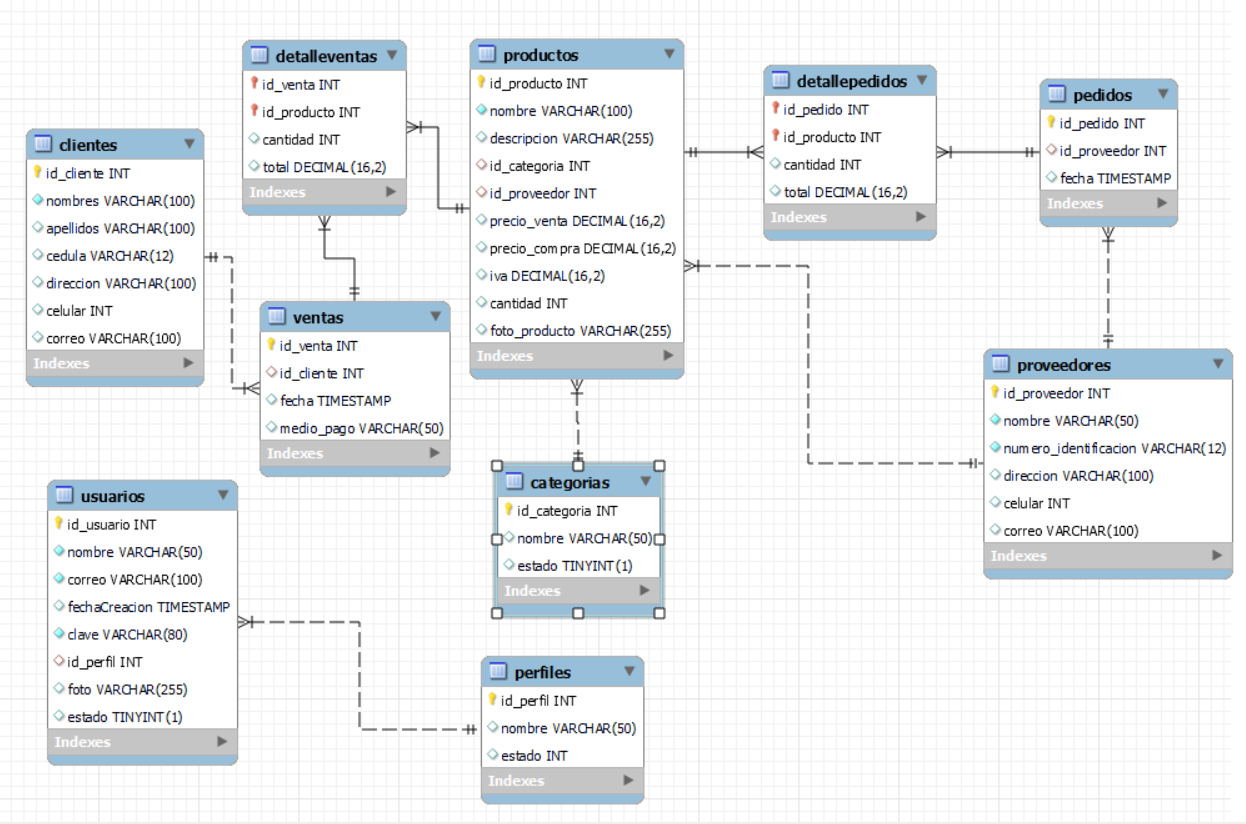 detalleventas
id_venta INT
id_producto INT
cantidad INT
total DECIMAL(16,2)
Indexes
productos
id_producto INT
nombre VARCHAR(100)
descripcion VARCHAR(255)
id_categoria INT
id_proveedor INT
precio_venta DECIMAL(16,2)
precio_compra DECIMAL(16,2)
iva DECIMAL(16,2)
cantidad INT
foto_producto VARCHAR(255)
Indexes
detallepedidos
id_pedido INT
id_producto INT
cantidad INT
total DECIMAL(16,2)
Indexes
pedidos
id_pedido INT
id_proveedor INT
fecha TIMESTAMP
Indexes
clientes
id_cliente INT
nombres VARCHAR(100)
apellidos VARCHAR(100)
cedula VARCHAR(12)
direccion VARCHAR(100)
celular INT
correo VARCHAR(100)
Indexes
ventas
id_venta INT
id_cliente INT
fecha TIMESTAMP
medio_pago VARCHAR(50)
Indexes
proveedores
id_proveedor INT
nombre VARCHAR(50)
numero_identificacion VARCHAR(12)
direccion VARCHAR(100)
celular INT
correo VARCHAR(100)
Indexes
categorias
id_categoria INT
nombre VARCHAR(50)
estado TINYINT(1)
Indexes
usuarios
id_usuario INT
nombre VARCHAR(50)
correo VARCHAR(100)
fechaCreacion TIMESTAMP
clave VARCHAR(80)
id_perfil INT
foto VARCHAR(255)
estado TINYINT(1)
Indexes
perfiles
id_perfil INT
nombre VARCHAR(50)
estado INT
Indexes